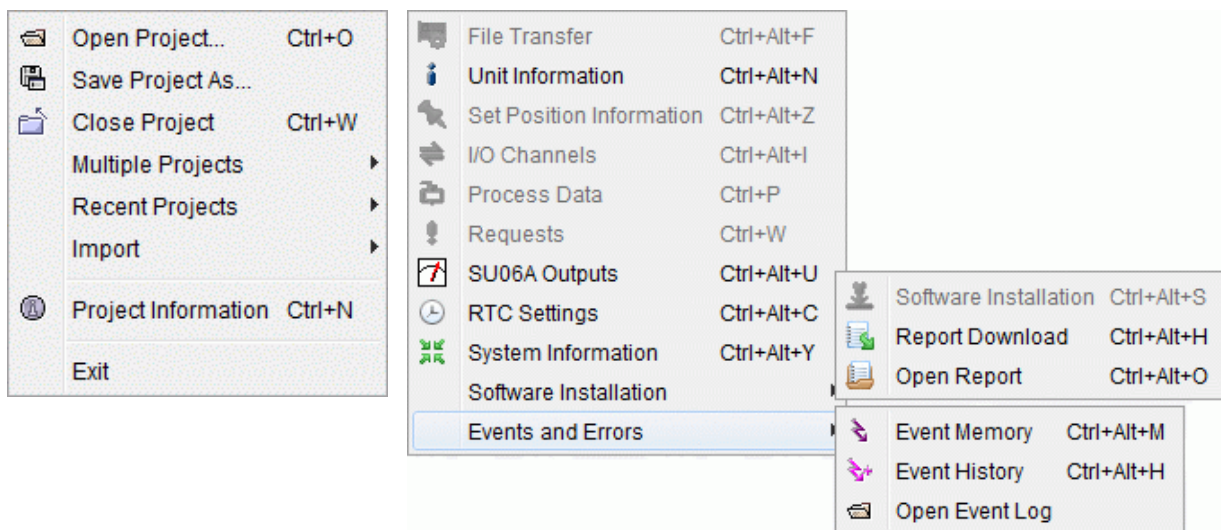 Open Project... Ctrl+O
Save Project As...
Close Project Ctrl+W
Multiple Projects
Recent Projects
Import
Project Information Ctrl+N
Exit
File Transfer Ctrl+Alt+F
Unit Information Ctrl+Alt+N
Set Position Information Ctrl+Alt+Z
I/O Channels Ctrl+Alt+I
Process Data Ctrl+P
Requests Ctrl+W
SU06A Outputs Ctrl+Alt+U
RTC Settings Ctrl+Alt+C
System Information Ctrl+Alt+Y
Software Installation
Events and Errors
Software Installation Ctrl+Alt+S
Report Download Ctrl+Alt+H
Open Report Ctrl+Alt+O
Event Memory Ctrl+Alt+M
Event History Ctrl+Alt+H
Open Event Log